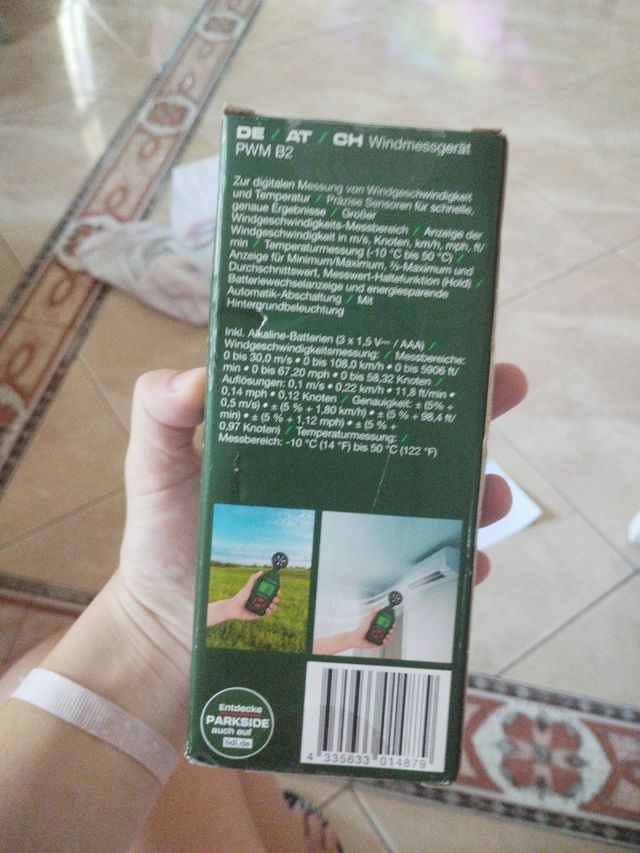 DE / AT / CH Windmessgerät
PWM B2
Zur digitalen Messung von Windgeschwindigkeit
und Temperatur / Präzise Sensoren für schnelle,
genaue Ergebnisse / Großer
Windgeschwindigkeits-Messbereich / Anzeige der
Windgeschwindigkeit in m/s, Knoten, km/h, mph, ft/
min / Temperaturmessung (-10 °C bis 50 °C) /
Anzeige für Minimum/Maximum, ⅔-Maximum und
Durchschnittswert, Messwert-Haltefunktion (Hold) /
Batteriewechselanzeige und energiesparende
Automatik-Abschaltung / Mit
Hintergrundbeleuchtung
Inkl. Alkaline-Batterien (3 x 1,5 V⎓ / AAA) /
Windgeschwindigkeitsmessung: / Messbereiche:
0 bis 30,0 m/s • 0 bis 108,0 km/h • 0 bis 5906 ft/
min • 0 bis 67,20 mph • 0 bis 58,32 Knoten /
Auflösungen: 0,1 m/s • 0,22 km/h • 11,8 ft/min •
0,14 mph • 0,12 Knoten / Genauigkeit: ± (5% +
0,5 m/s) • ± (5 % + 1,80 km/h) • ± (5 % + 98,4 ft/
min) • ± (5 % + 1,12 mph) • ± (5 % +
0,97 Knoten) / Temperaturmessung: /
Messbereich: -10 °C (14 °F) bis 50 °C (122 °F)
Entdecke
PARKSIDE
auch auf
lidl.de
4 335633 014879